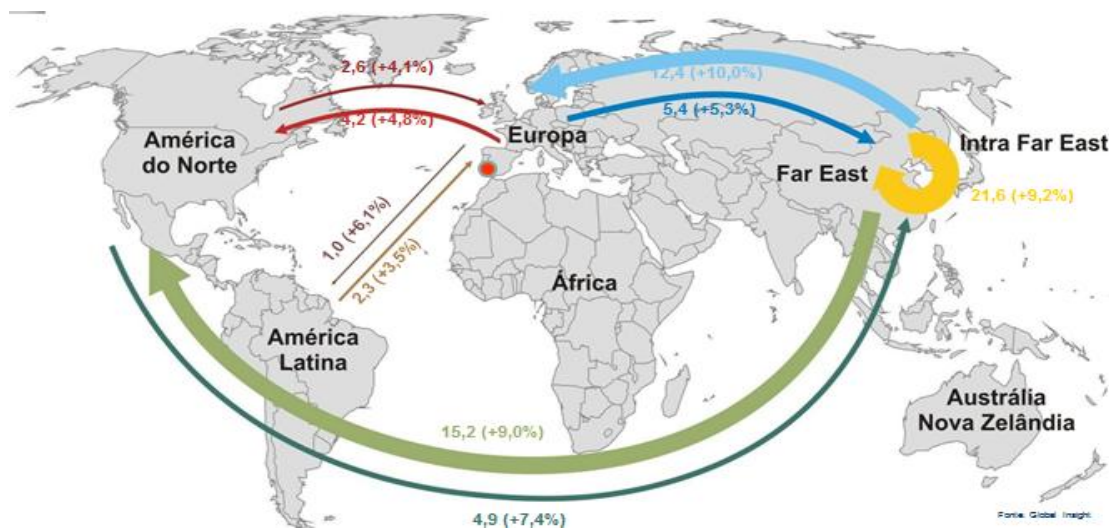 2,6 (+4,1%)
12,4 (+10,0%)
4,2 (+4,8%)
5,4 (+5,3%)
América
do Norte
Europa
Intra Far East
Far East
21,6 (+9,2%)
1,0 (+6,1%)
2,3 (+3,5%)
África
América
Latina
Austrália
Nova Zelândia
15,2 (+9,0%)
4,9 (+7,4%)
Fonte: Global Insight